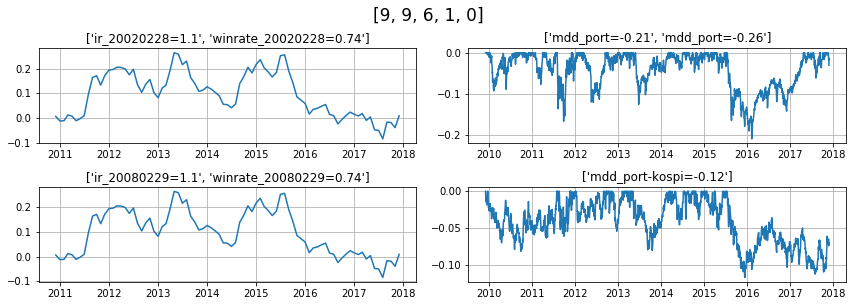 [9, 9, 6, 1, 0]
['ir_20020228=1.1', 'winrate_20020228=0.74']
0.2
0.1
0.0
−0.1
2011 2012 2013 2014 2015 2016 2017 2018
['mdd_port=-0.21', 'mdd_port=-0.26']
0.0
−0.1
−0.2
2010 2011 2012 2013 2014 2015 2016 2017 2018
['ir_20080229=1.1', 'winrate_20080229=0.74']
0.2
0.1
0.0
−0.1
2011 2012 2013 2014 2015 2016 2017 2018
['mdd_port-kospi=-0.12']
0.00
−0.05
−0.10
2010 2011 2012 2013 2014 2015 2016 2017 2018